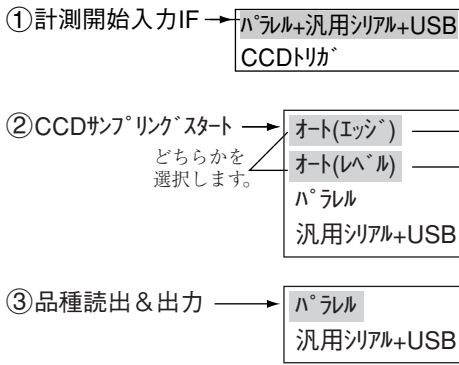 ①計測開始入力IF
ﾊﾟﾗﾚﾙ+汎用ｼﾘｱﾙ+USB
CCDﾄﾘｶﾞ
②CCDｻﾝﾌﾟﾘﾝｸﾞｽﾀｰﾄ
ｵｰﾄ(ｴｯｼﾞ)
どちらかを
選択します。
ｵｰﾄ(ﾚﾍﾞﾙ)
ﾊﾟﾗﾚﾙ
汎用ｼﾘｱﾙ+USB
③品種読出＆出力
ﾊﾟﾗﾚﾙ
汎用ｼﾘｱﾙ+USB